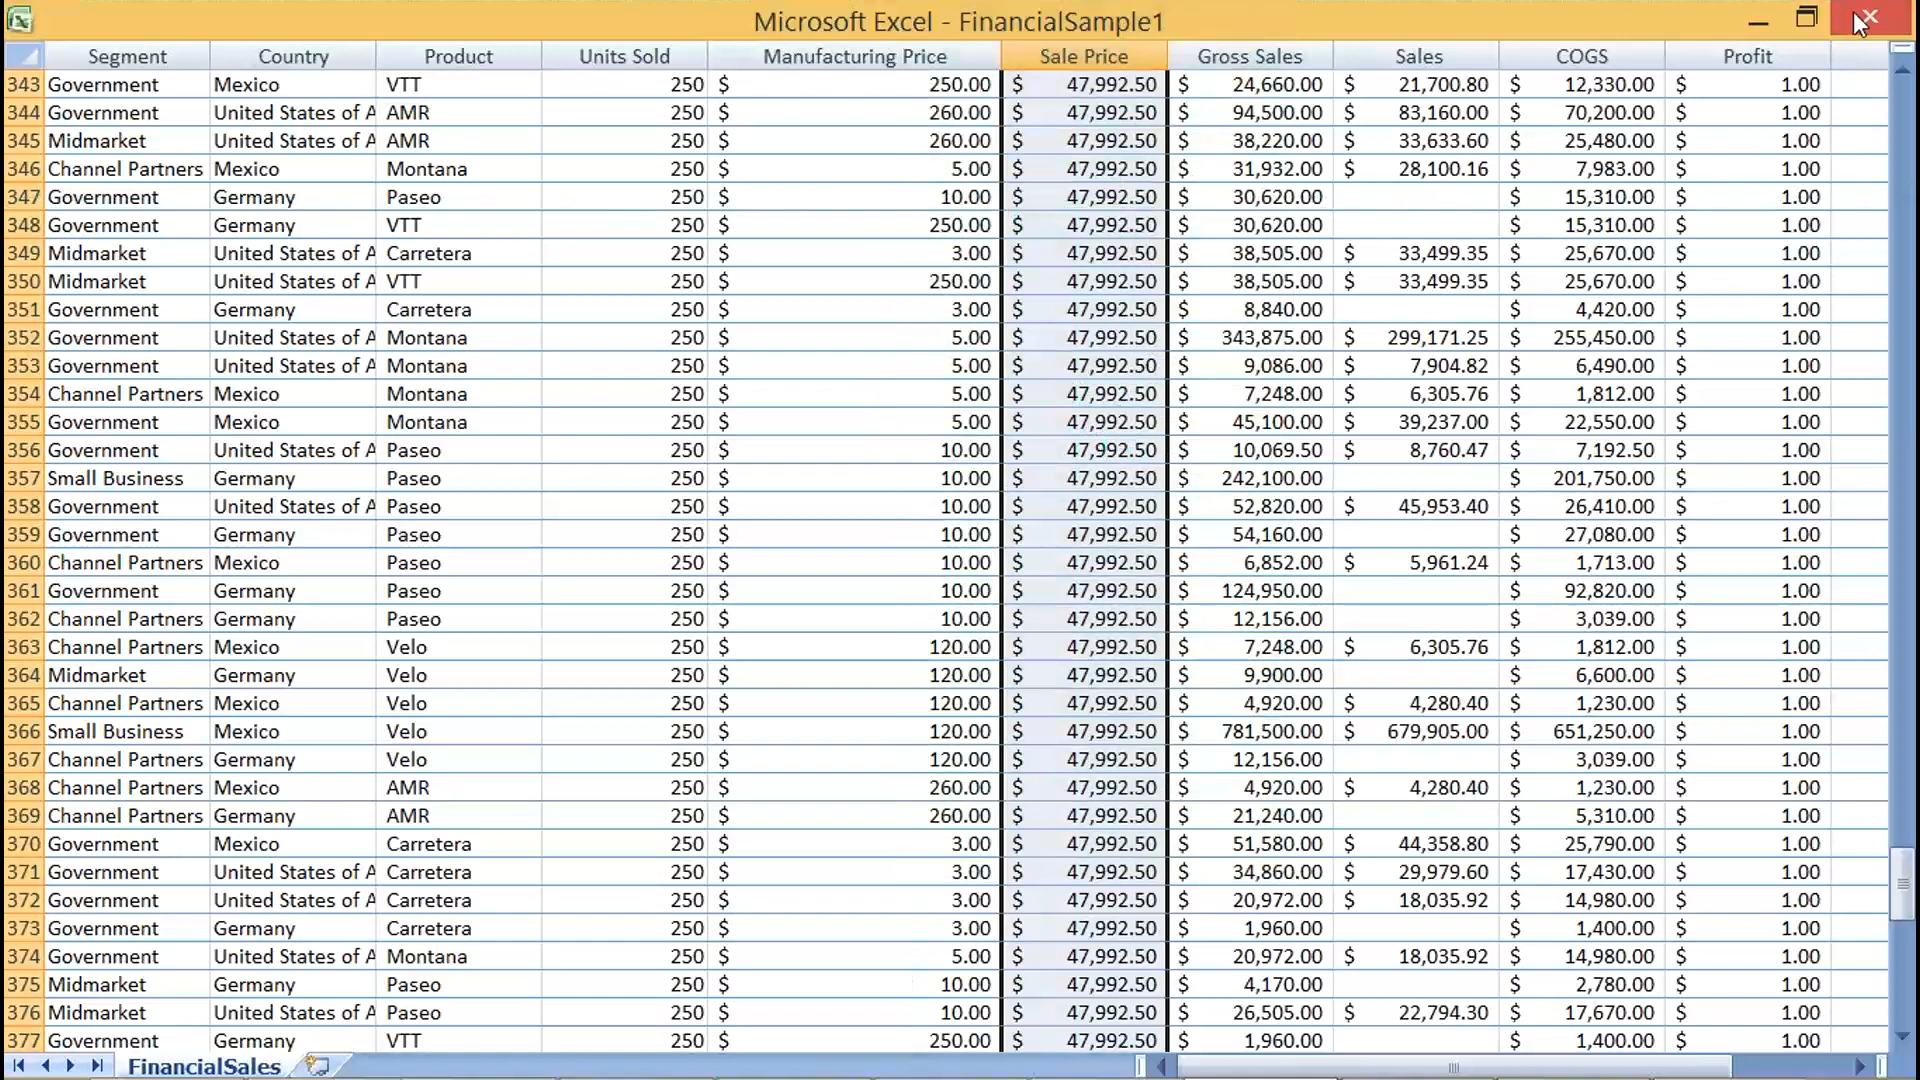 Microsoft Excel - FinancialSample1
Segment Country Product Units Sold Manufacturing Price Sale Price Gross Sales Sales COGS Profit
343 Government Mexico VTT 250 $ 250.00 $ 47,992.50 $ 24,660.00 $ 21,700.80 $ 12,330.00 $ 1.00
344 Government United States of A AMR 250 $ 260.00 $ 47,992.50 $ 94,500.00 $ 83,160.00 $ 70,200.00 $ 1.00
345 Midmarket United States of A AMR 250 $ 260.00 $ 47,992.50 $ 38,220.00 $ 33,633.60 $ 25,480.00 $ 1.00
346 Channel Partners Mexico Montana 250 $ 5.00 $ 47,992.50 $ 31,932.00 $ 28,100.16 $ 7,983.00 $ 1.00
347 Government Germany Paseo 250 $ 10.00 $ 47,992.50 $ 30,620.00 $ 15,310.00 $ 1.00
348 Government Germany VTT 250 $ 250.00 $ 47,992.50 $ 30,620.00 $ 15,310.00 $ 1.00
349 Midmarket United States of A Carretera 250 $ 3.00 $ 47,992.50 $ 38,505.00 $ 33,499.35 $ 25,670.00 $ 1.00
350 Midmarket United States of A VTT 250 $ 250.00 $ 47,992.50 $ 38,505.00 $ 33,499.35 $ 25,670.00 $ 1.00
351 Government Germany Carretera 250 $ 3.00 $ 47,992.50 $ 8,840.00 $ 4,420.00 $ 1.00
352 Government United States of A Montana 250 $ 5.00 $ 47,992.50 $ 343,875.00 $ 299,171.25 $ 255,450.00 $ 1.00
353 Government United States of A Montana 250 $ 5.00 $ 47,992.50 $ 9,086.00 $ 7,904.82 $ 6,490.00 $ 1.00
354 Channel Partners Mexico Montana 250 $ 5.00 $ 47,992.50 $ 7,248.00 $ 6,305.76 $ 1,812.00 $ 1.00
355 Government Mexico Montana 250 $ 5.00 $ 47,992.50 $ 45,100.00 $ 39,237.00 $ 22,550.00 $ 1.00
356 Government United States of A Paseo 250 $ 10.00 $ 47,992.50 $ 10,069.50 $ 8,760.47 $ 7,192.50 $ 1.00
357 Small Business Germany Paseo 250 $ 10.00 $ 47,992.50 $ 242,100.00 $ 201,750.00 $ 1.00
358 Government United States of A Paseo 250 $ 10.00 $ 47,992.50 $ 52,820.00 $ 45,953.40 $ 26,410.00 $ 1.00
359 Government Germany Paseo 250 $ 10.00 $ 47,992.50 $ 54,160.00 $ 27,080.00 $ 1.00
360 Channel Partners Mexico Paseo 250 $ 10.00 $ 47,992.50 $ 6,852.00 $ 5,961.24 $ 1,713.00 $ 1.00
361 Government Germany Paseo 250 $ 10.00 $ 47,992.50 $ 124,950.00 $ 92,820.00 $ 1.00
362 Channel Partners Germany Paseo 250 $ 10.00 $ 47,992.50 $ 12,156.00 $ 3,039.00 $ 1.00
363 Channel Partners Mexico Velo 250 $ 120.00 $ 47,992.50 $ 7,248.00 $ 6,305.76 $ 1,812.00 $ 1.00
364 Midmarket Germany Velo 250 $ 120.00 $ 47,992.50 $ 9,900.00 $ 6,600.00 $ 1.00
365 Channel Partners Mexico Velo 250 $ 120.00 $ 47,992.50 $ 4,920.00 $ 4,280.40 $ 1,230.00 $ 1.00
366 Small Business Mexico Velo 250 $ 120.00 $ 47,992.50 $ 781,500.00 $ 679,905.00 $ 651,250.00 $ 1.00
367 Channel Partners Germany Velo 250 $ 120.00 $ 47,992.50 $ 12,156.00 $ 3,039.00 $ 1.00
368 Channel Partners Mexico AMR 250 $ 260.00 $ 47,992.50 $ 4,920.00 $ 4,280.40 $ 1,230.00 $ 1.00
369 Channel Partners Germany AMR 250 $ 260.00 $ 47,992.50 $ 21,240.00 $ 5,310.00 $ 1.00
370 Government Mexico Carretera 250 $ 3.00 $ 47,992.50 $ 51,580.00 $ 44,358.80 $ 25,790.00 $ 1.00
371 Government United States of A Carretera 250 $ 3.00 $ 47,992.50 $ 34,860.00 $ 29,979.60 $ 17,430.00 $ 1.00
372 Government United States of A Carretera 250 $ 3.00 $ 47,992.50 $ 20,972.00 $ 18,035.92 $ 14,980.00 $ 1.00
373 Government Germany Carretera 250 $ 3.00 $ 47,992.50 $ 1,960.00 $ 1,400.00 $ 1.00
374 Government United States of A Montana 250 $ 5.00 $ 47,992.50 $ 20,972.00 $ 18,035.92 $ 14,980.00 $ 1.00
375 Midmarket Germany Paseo 250 $ 10.00 $ 47,992.50 $ 4,170.00 $ 2,780.00 $ 1.00
376 Midmarket United States of A Paseo 250 $ 10.00 $ 47,992.50 $ 26,505.00 $ 22,794.30 $ 17,670.00 $ 1.00
377 Government Germany VTT 250 $ 250.00 $ 47,992.50 $ 1,960.00 $ 1,400.00 $ 1.00
FinancialSales